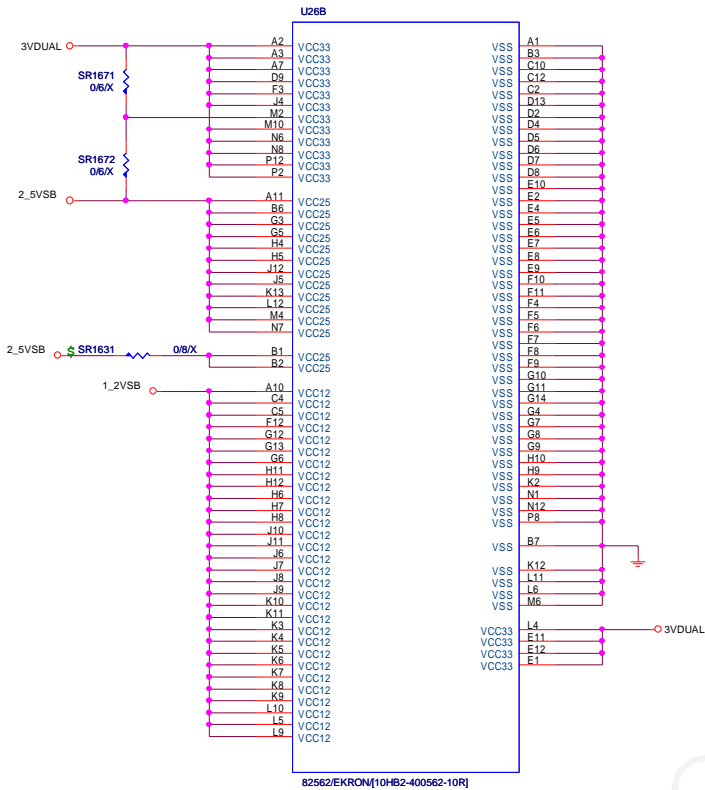 U26B
3VDUAL
SR1671
0/6/X
SR1672
0/6/X
2_5VSB
2_5VSB $ SR1631 0/8/X
1_2VSB
A2 VCC33
A3 VCC33
A7 VCC33
D9 VCC33
F3 VCC33
J4 VCC33
M2 VCC33
M10 VCC33
N6 VCC33
N8 VCC33
P12 VCC33
P2 VCC33
A11 VCC25
B6 VCC25
G3 VCC25
G5 VCC25
H4 VCC25
H5 VCC25
J12 VCC25
J5 VCC25
K13 VCC25
L12 VCC25
M4 VCC25
N7 VCC25
B1 VCC25
B2 VCC25
A10 VCC12
C4 VCC12
C5 VCC12
F12 VCC12
G12 VCC12
G13 VCC12
G6 VCC12
H11 VCC12
H12 VCC12
H6 VCC12
H7 VCC12
H8 VCC12
J10 VCC12
J11 VCC12
J6 VCC12
J7 VCC12
J8 VCC12
J9 VCC12
K10 VCC12
K11 VCC12
K3 VCC12
K4 VCC12
K5 VCC12
K6 VCC12
K7 VCC12
K8 VCC12
K9 VCC12
L10 VCC12
L5 VCC12
L9 VCC12
VSS A1
VSS B3
VSS C10
VSS C12
VSS C2
VSS D13
VSS D2
VSS D4
VSS D5
VSS D6
VSS D7
VSS D8
VSS E10
VSS E2
VSS E4
VSS E5
VSS E6
VSS E7
VSS E8
VSS E9
VSS F10
VSS F11
VSS F4
VSS F5
VSS F6
VSS F7
VSS F8
VSS F9
VSS G10
VSS G11
VSS G14
VSS G4
VSS G7
VSS G8
VSS G9
VSS H10
VSS H9
VSS K2
VSS N1
VSS N12
VSS P8
VSS B7
VSS K12
VSS L11
VSS L6
VSS M6
VCC33 L4 3VDUAL
VCC33 E11
VCC33 E12
VCC33 E1
82562/EKRON/[10HB2-400562-10R]